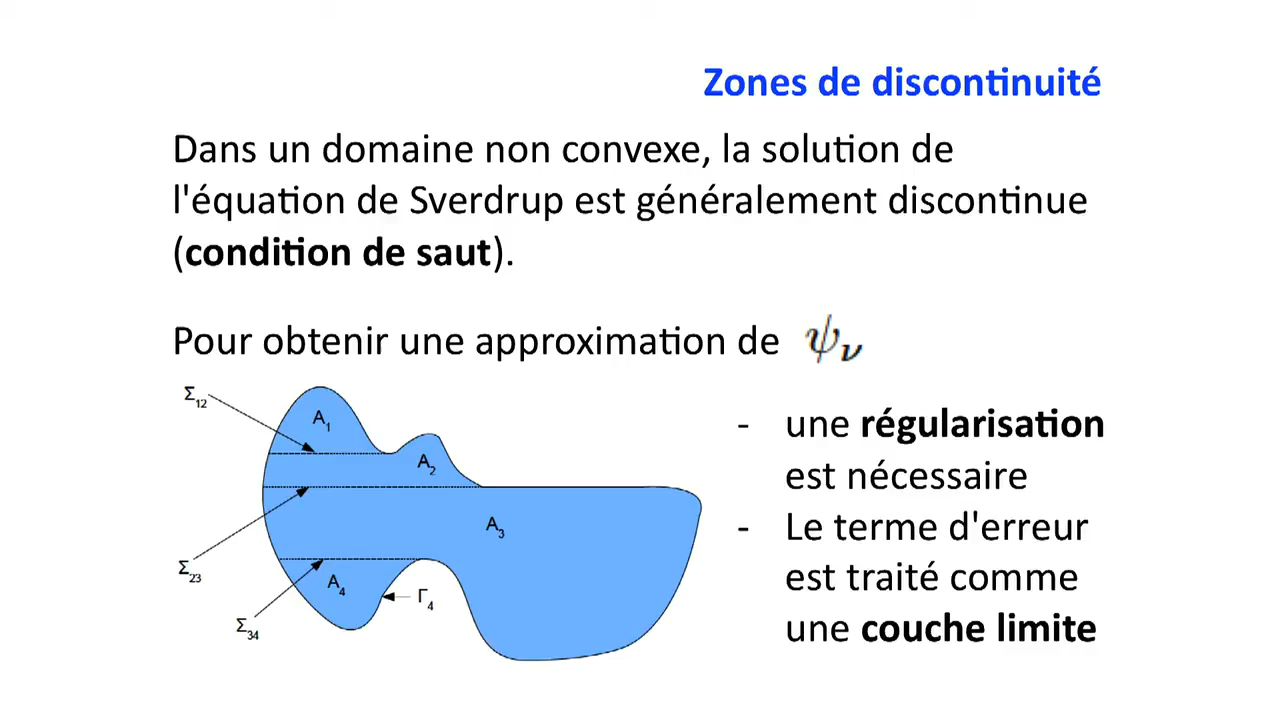 Zones de discontinuité
Dans un domaine non convexe, la solution de
l'équation de Sverdrup est généralement discontinue
(condition de saut).
Pour obtenir une approximation de ψν
Σ12
A1
A2
A3
Σ23
A4
Γ4
Σ34
- une régularisation
est nécessaire
- Le terme d'erreur
est traité comme
une couche limite